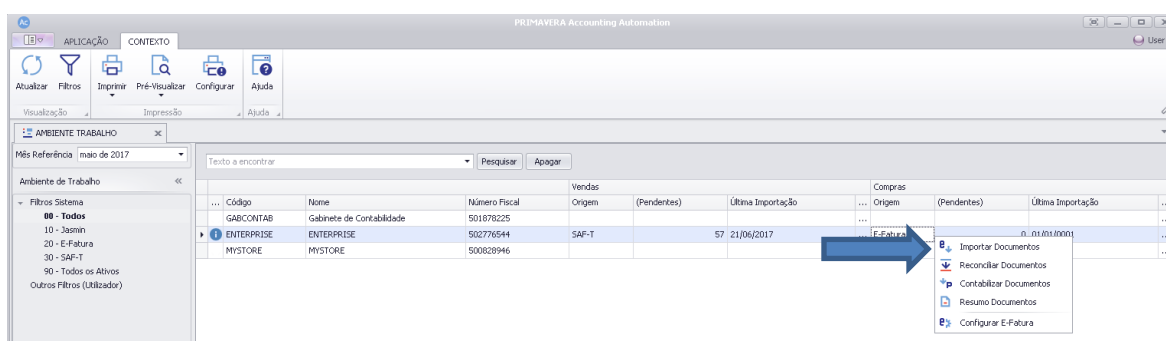 Ac PRIMAVERA Accounting Automation
APLICAÇÃO CONTEXTO User
Atualizar Filtros Imprimir Pré-Visualizar Configurar Ajuda
Visualização Impressão Ajuda
AMBIENTE TRABALHO
Mês Referência maio de 2017 Texto a encontrar Pesquisar Apagar
Ambiente de Trabalho
Vendas Compras
... Código Nome Número Fiscal Origem (Pendentes) Última Importação ... Origem (Pendentes) Última Importação
GABCONTAB Gabinete de Contabilidade 501878225 ...
ENTERPRISE ENTERPRISE 502776544 SAF-T 57 21/06/2017 E-Fatura 0 01/01/0001
MYSTORE MYSTORE 500828946
Filtros Sistema
00 - Todos
10 - Jasmin
20 - E-Fatura
30 - SAF-T
90 - Todos os Ativos
Outros Filtros (Utilizador)
Importar Documentos
Reconciliar Documentos
Contabilizar Documentos
Resumo Documentos
Configurar E-Fatura